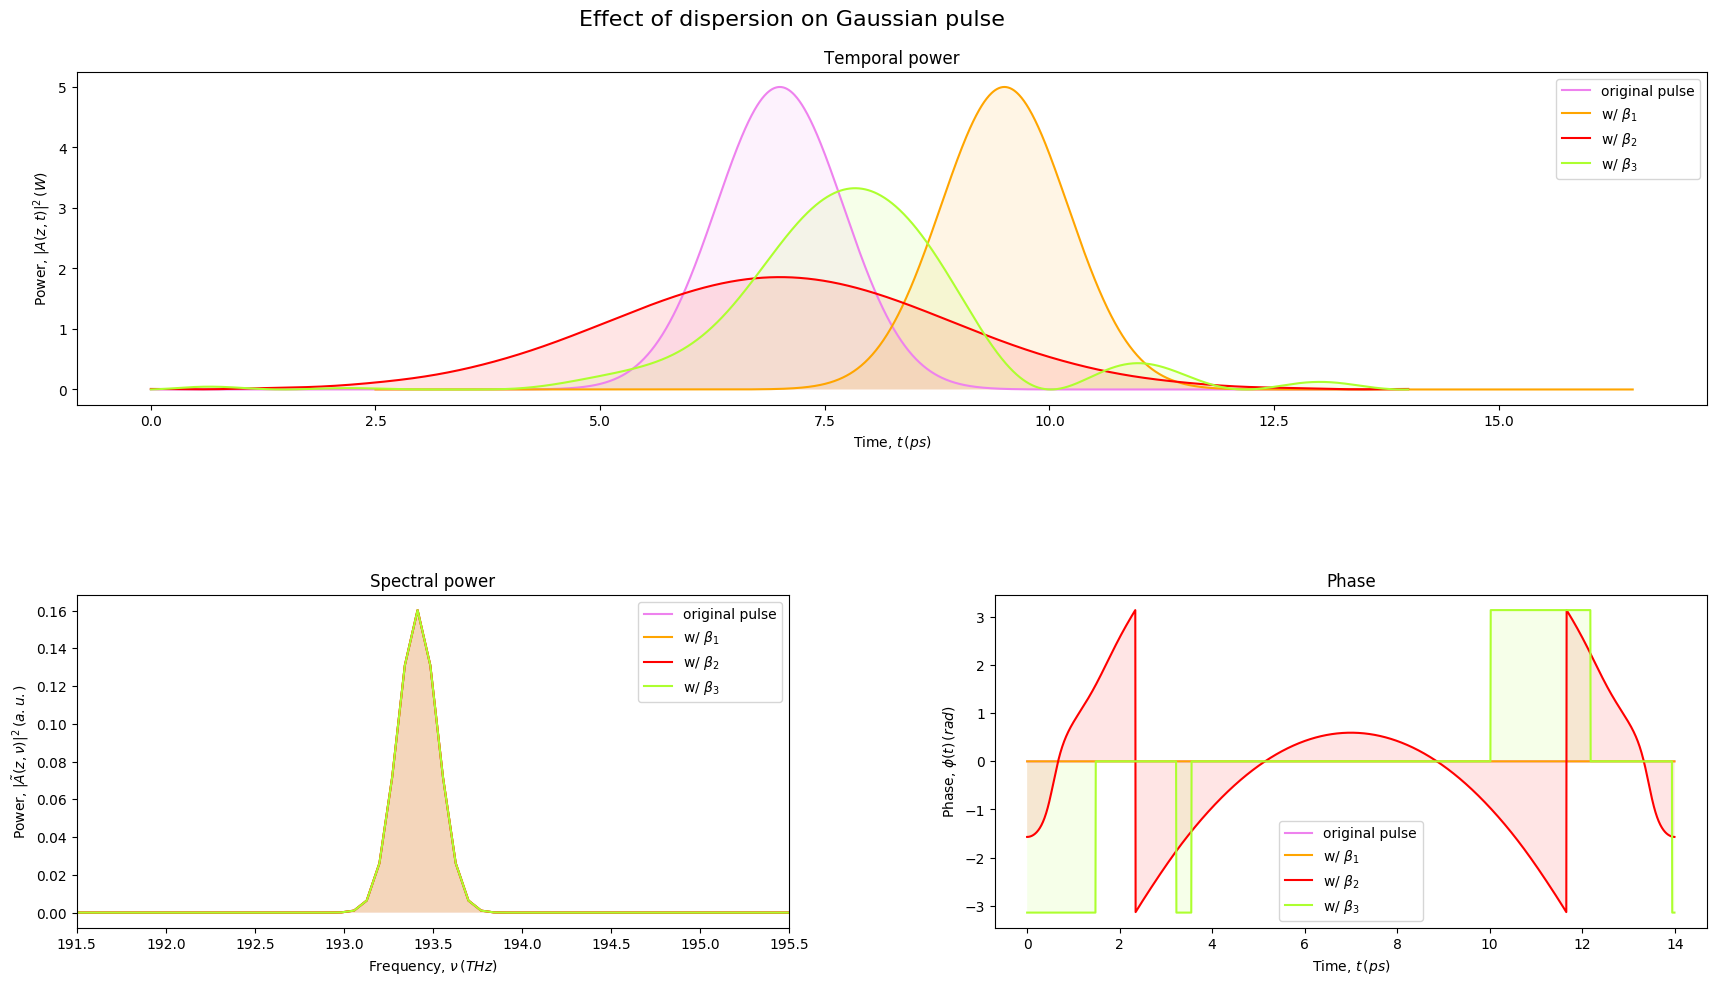 Effect of dispersion on Gaussian pulse
Temporal power
Power, |A(z, t)|² (W)
5
4
3
2
1
0
0.0 2.5 5.0 7.5 10.0 12.5 15.0
Time, t (ps)
original pulse
w/ β₁
w/ β₂
w/ β₃
Spectral power
Power, |Ã(z, ν)|² (a. u.)
0.16
0.14
0.12
0.10
0.08
0.06
0.04
0.02
0.00
191.5 192.0 192.5 193.0 193.5 194.0 194.5 195.0 195.5
Frequency, ν (THz)
original pulse
w/ β₁
w/ β₂
w/ β₃
Phase
Phase, ϕ(t) (rad)
3
2
1
0
−1
−2
−3
0 2 4 6 8 10 12 14
Time, t (ps)
original pulse
w/ β₁
w/ β₂
w/ β₃